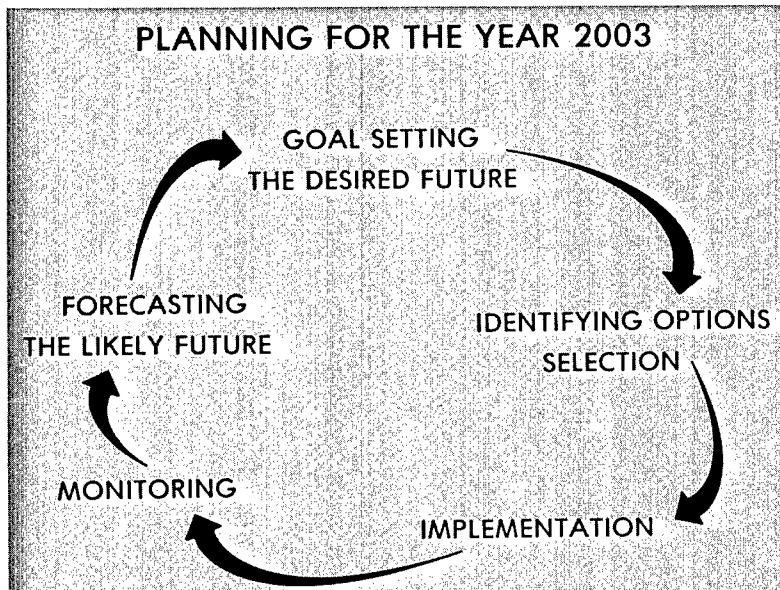 PLANNING FOR THE YEAR 2003
GOAL SETTING
THE DESIRED FUTURE
IDENTIFYING OPTIONS
SELECTION
IMPLEMENTATION
MONITORING
FORECASTING
THE LIKELY FUTURE